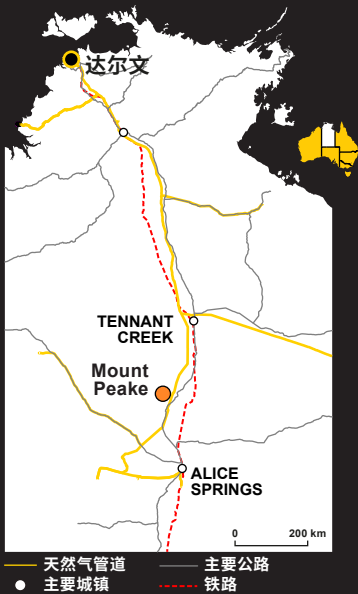 达尔文
TENNANT
CREEK
Mount
Peake
ALICE
SPRINGS
0 200 km
天然气管道 主要公路
主要城镇 铁路